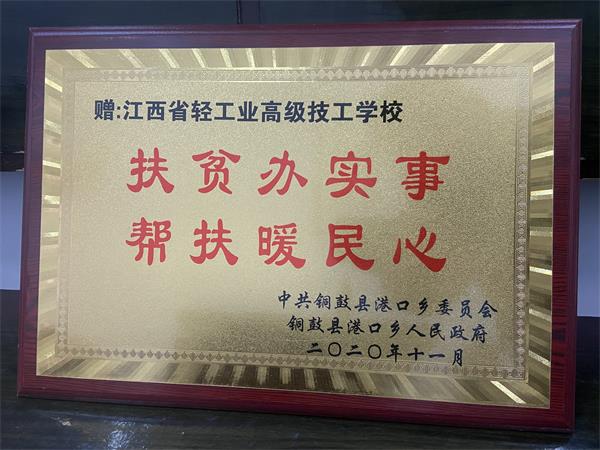 赠:江西省轻工业高级技工学校
扶贫办实事
帮扶暖民心
中共铜鼓县港口乡委员会
铜鼓县港口乡人民政府
二〇二〇年十一月